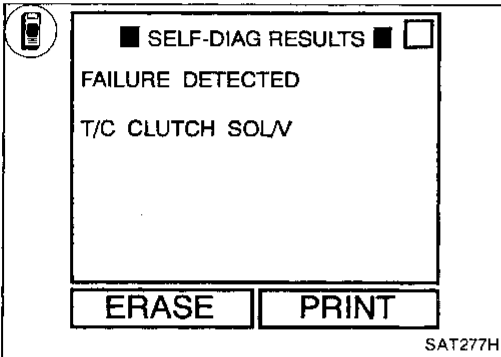 ■ SELF-DIAG RESULTS ■ □
FAILURE DETECTED
T/C CLUTCH SOL/V
ERASE PRINT
SAT277H